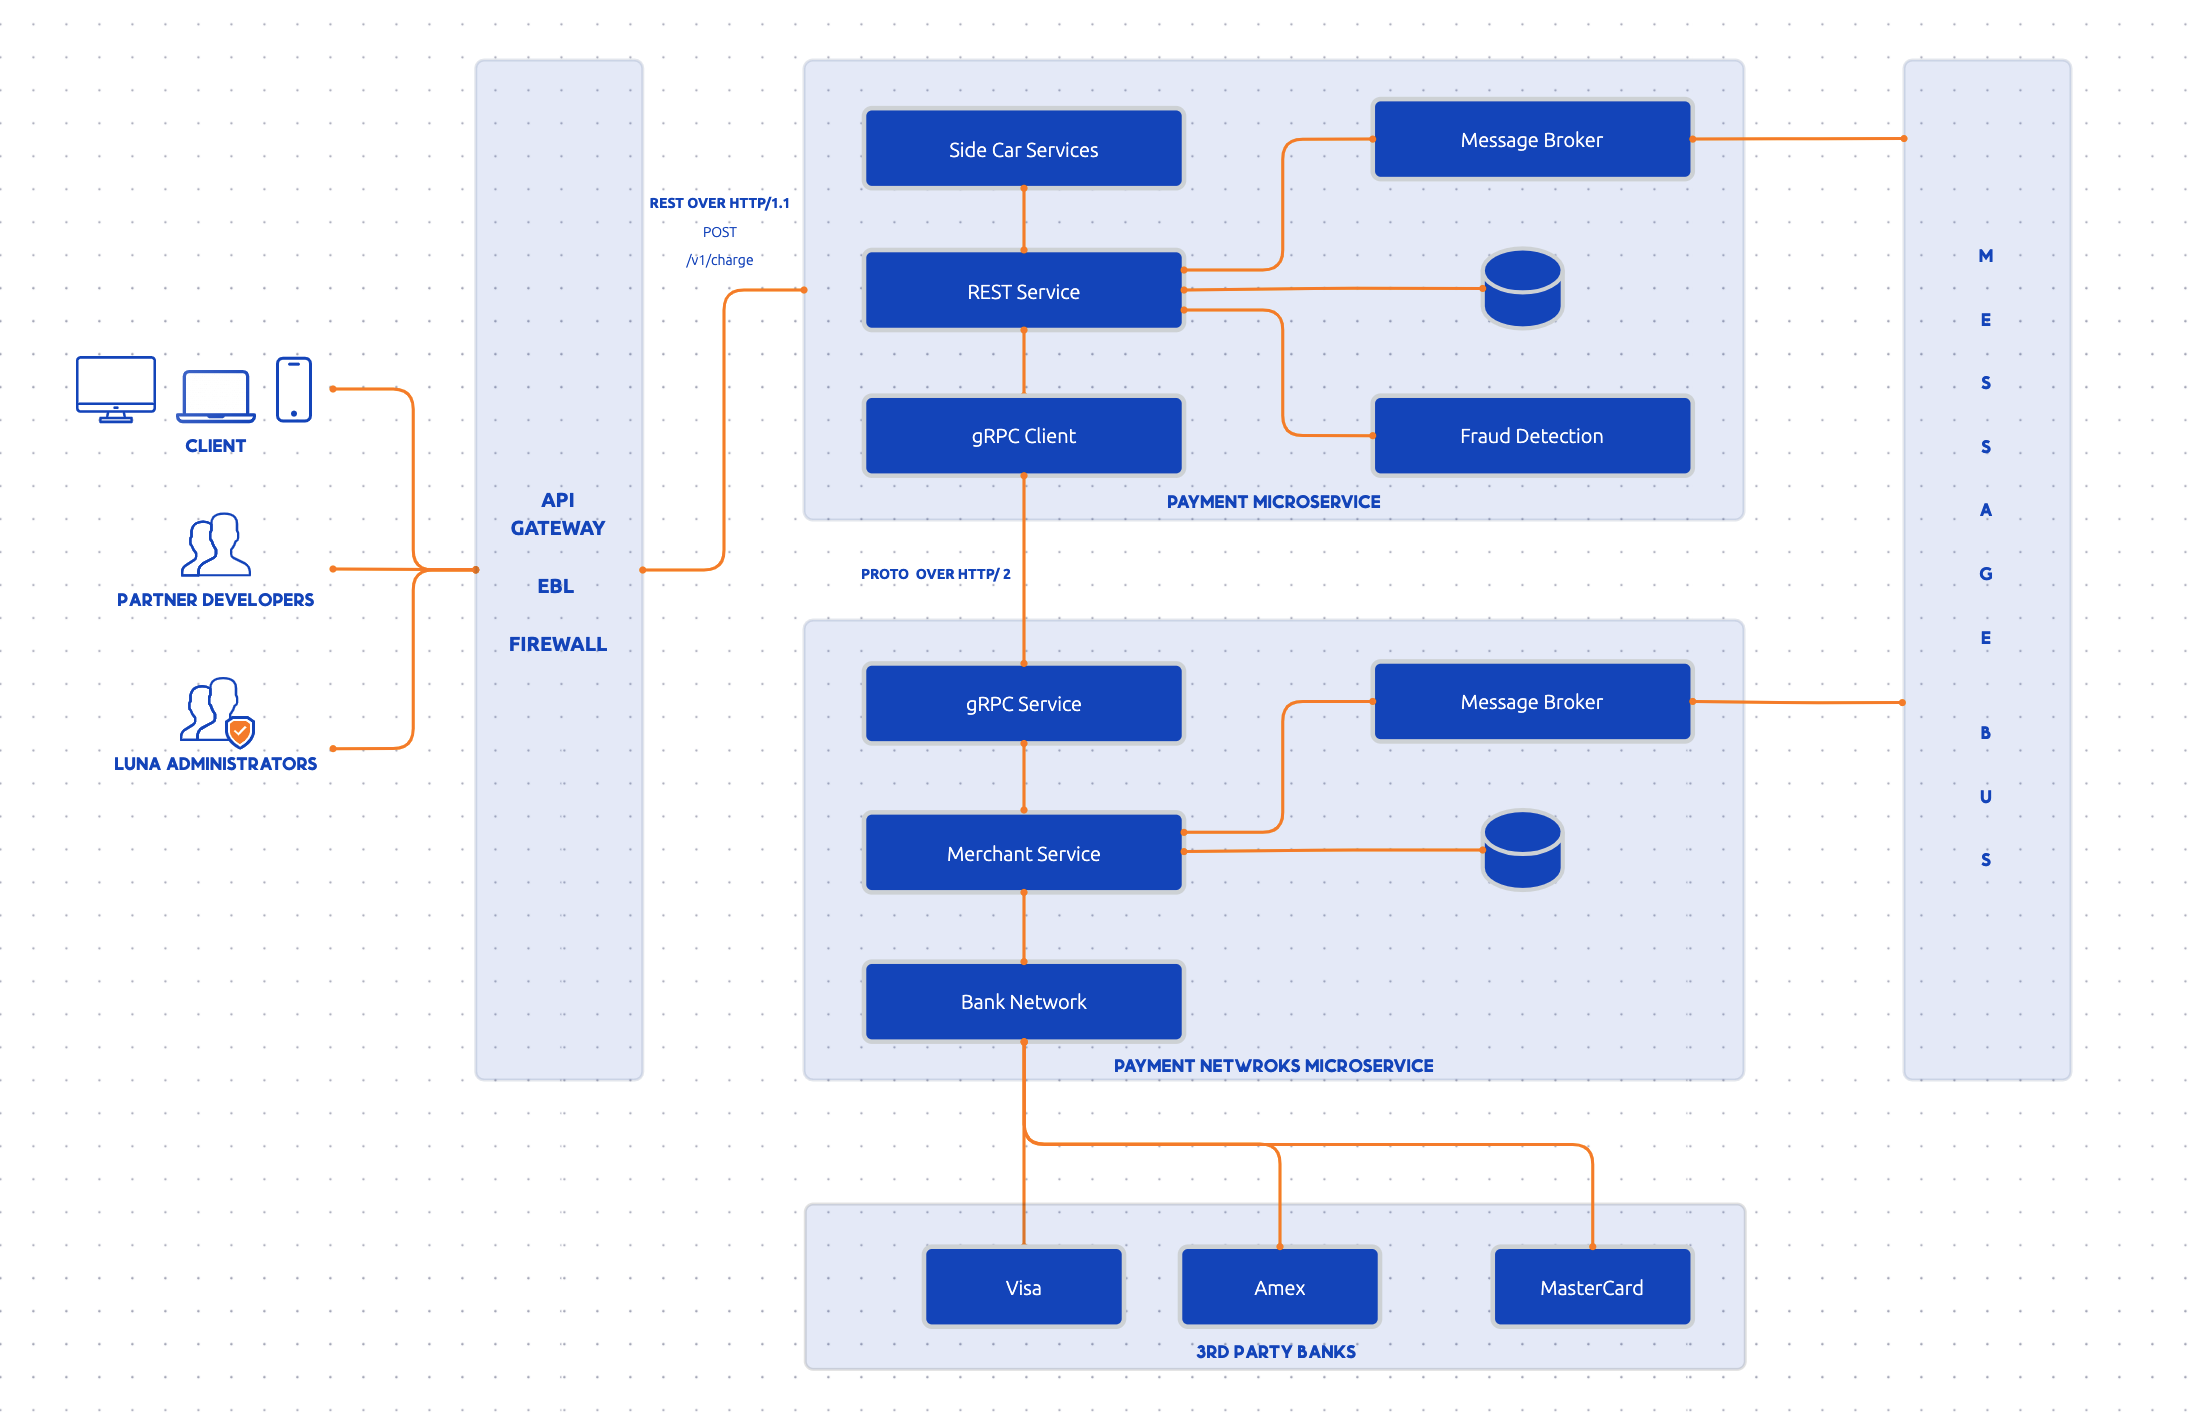 CLIENT
PARTNER DEVELOPERS
LUNA ADMINISTRATORS
API
GATEWAY
EBL
FIREWALL
REST OVER HTTP/1.1
POST
/v1/charge
Side Car Services
Message Broker
REST Service
gRPC Client
Fraud Detection
PAYMENT MICROSERVICE
PROTO OVER HTTP/ 2
gRPC Service
Message Broker
Merchant Service
Bank Network
PAYMENT NETWROKS MICROSERVICE
Visa
Amex
MasterCard
3RD PARTY BANKS
M
E
S
S
A
G
E
B
U
S